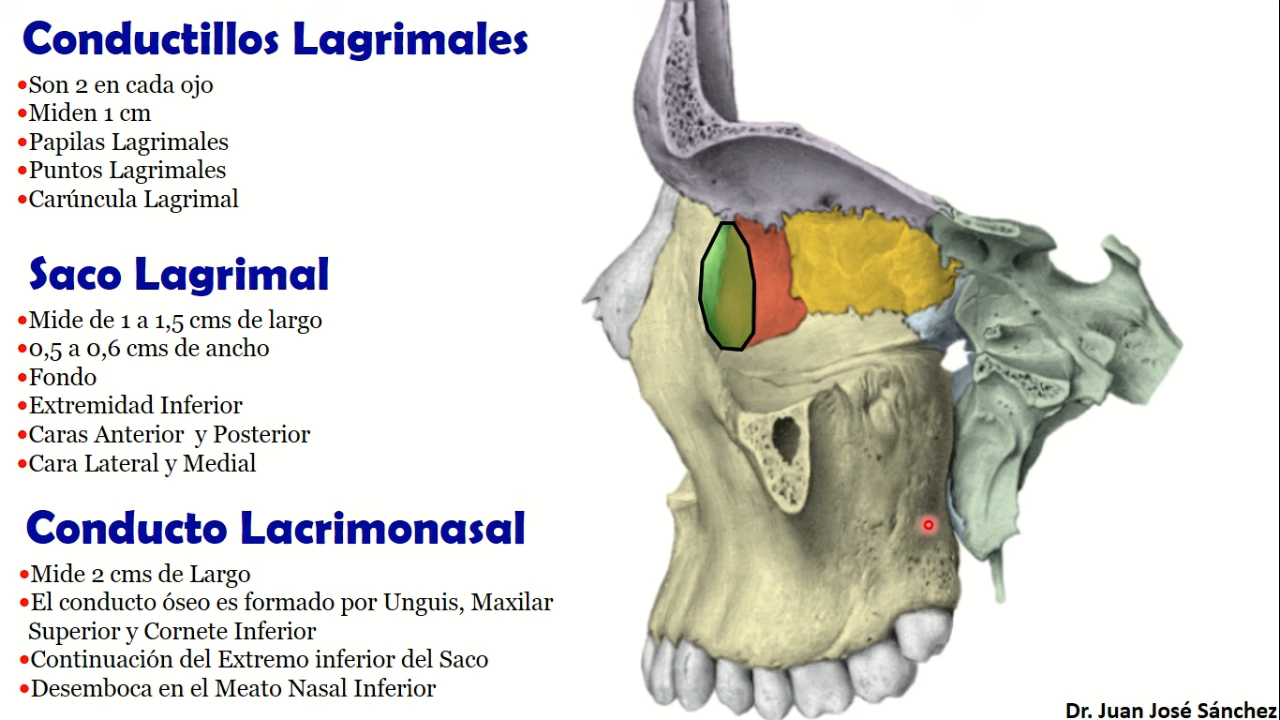 Conductillos Lagrimales
•Son 2 en cada ojo
•Miden 1 cm
•Papilas Lagrimales
•Puntos Lagrimales
•Carúncula Lagrimal
Saco Lagrimal
•Mide de 1 a 1,5 cms de largo
•0,5 a 0,6 cms de ancho
•Fondo
•Extremidad Inferior
•Caras Anterior y Posterior
•Cara Lateral y Medial
Conducto Lacrimonasal
•Mide 2 cms de Largo
•El conducto óseo es formado por Unguis, Maxilar
Superior y Cornete Inferior
•Continuación del Extremo inferior del Saco
•Desemboca en el Meato Nasal Inferior
Dr. Juan José Sánchez